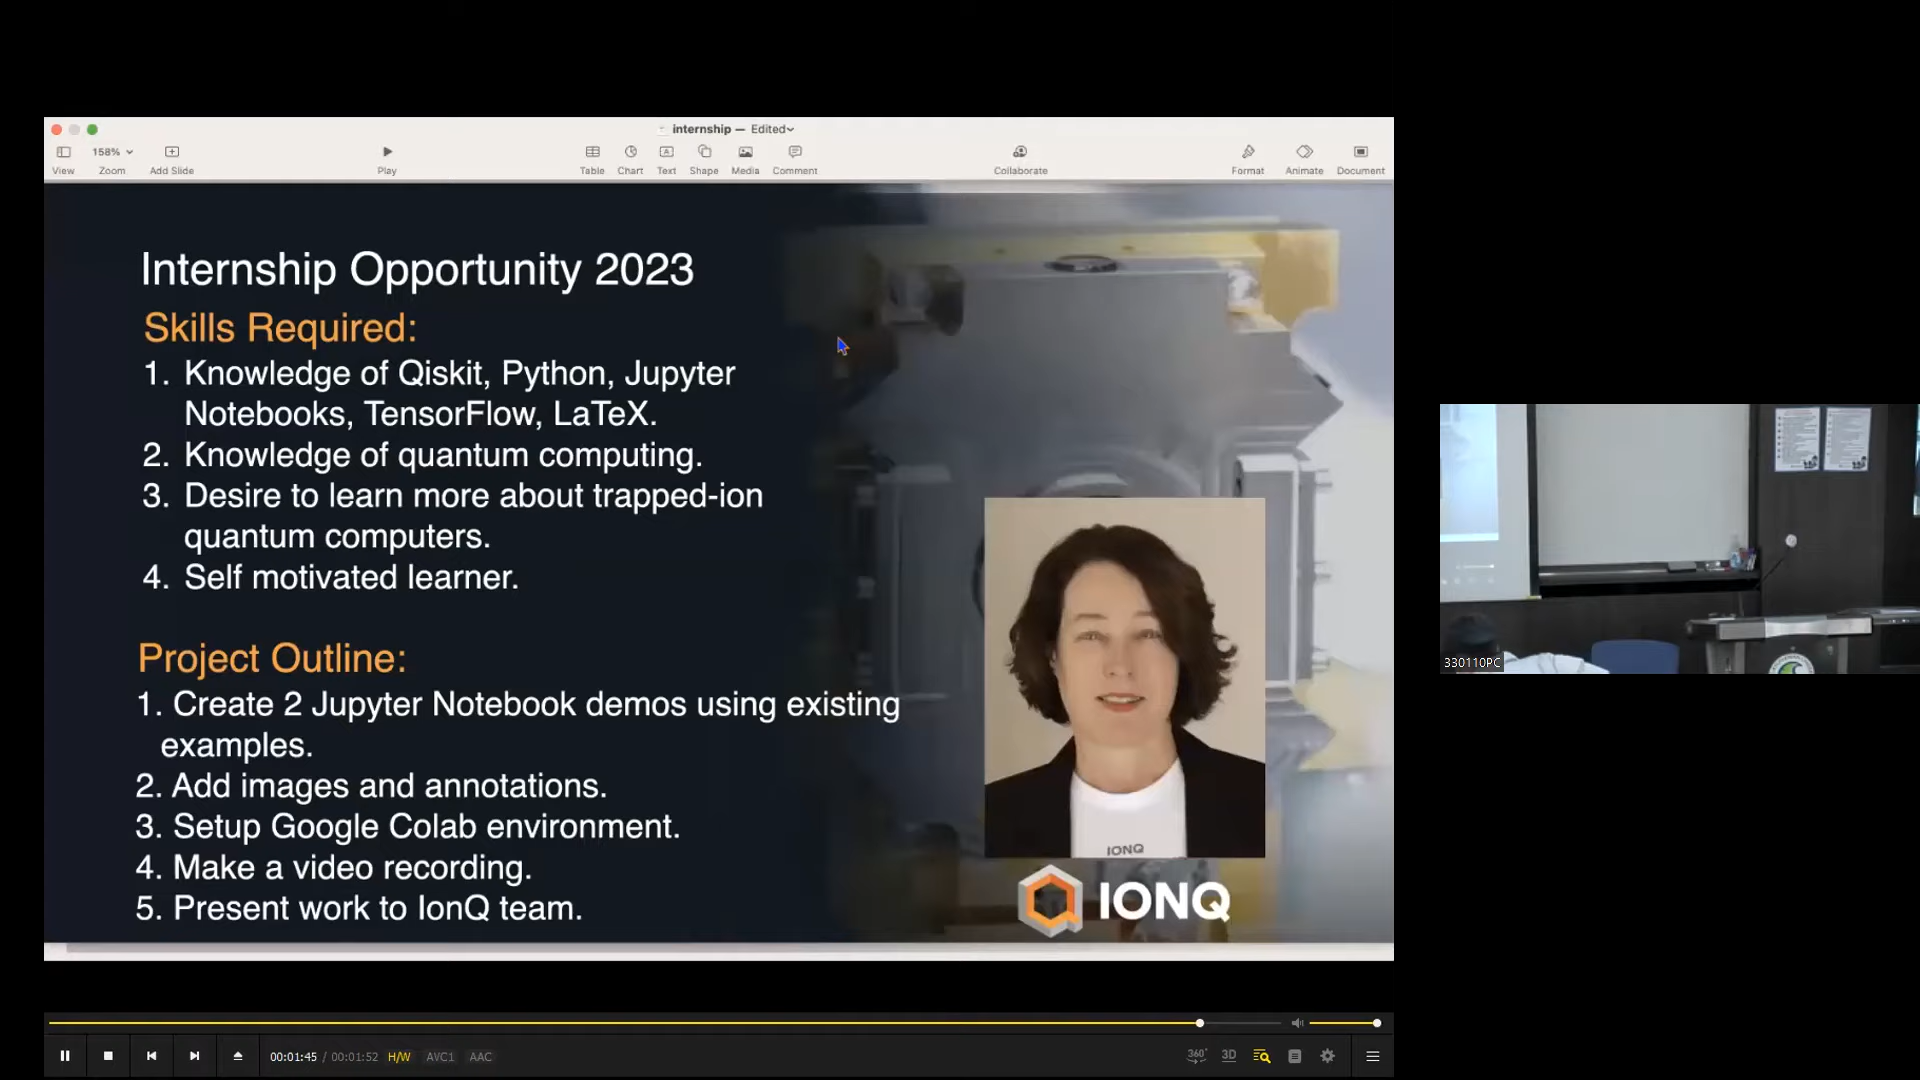 internship — Edited
158%
View
Zoom
Add Slide
Play
Table
Chart
Text
Shape
Media
Comment
Collaborate
Format
Animate
Document
Internship Opportunity 2023
Skills Required:
1. Knowledge of Qiskit, Python, Jupyter
Notebooks, TensorFlow, LaTeX.
2. Knowledge of quantum computing.
3. Desire to learn more about trapped-ion
quantum computers.
4. Self motivated learner.
Project Outline:
1. Create 2 Jupyter Notebook demos using existing
examples.
2. Add images and annotations.
3. Setup Google Colab environment.
4. Make a video recording.
5. Present work to IonQ team.
IONQ
IONQ
330110PC
00:01:45 / 00:01:52 H/W AVC1 AAC
360° 3D